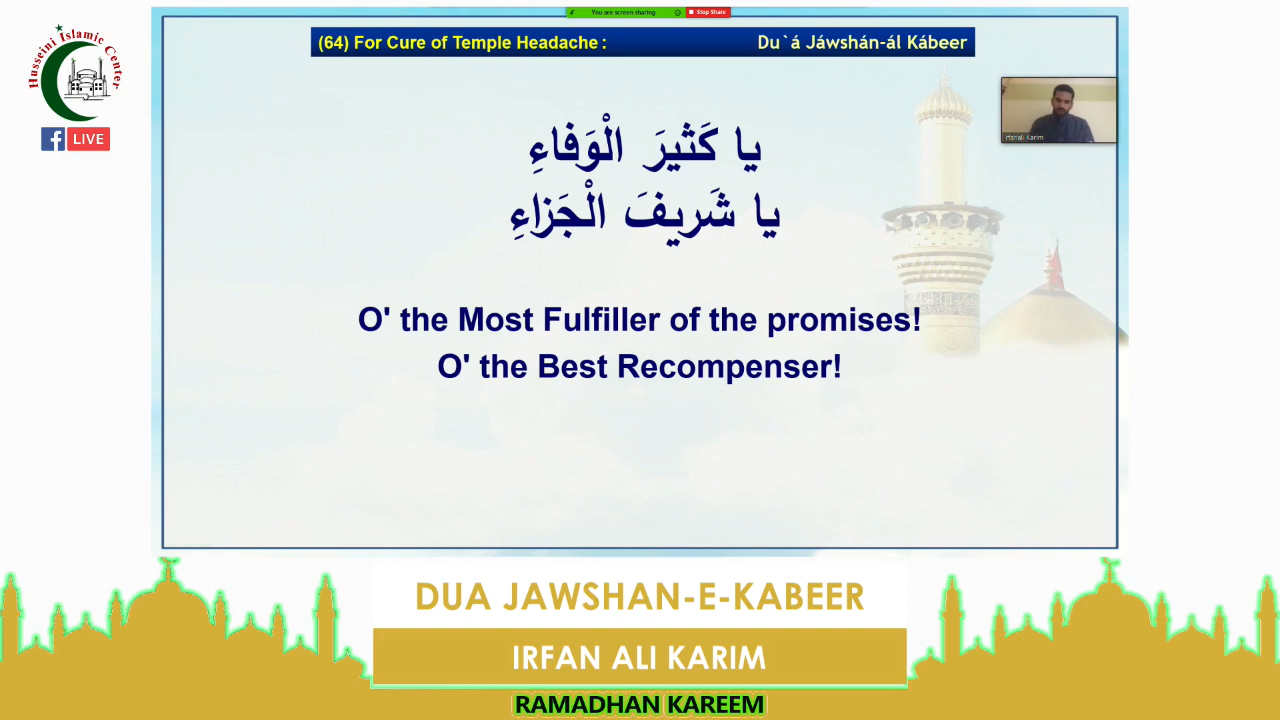 Husseini Islamic Center
LIVE
You are screen sharing
Stop Share
(64) For Cure of Temple Headache : Du`á Jáwshán-ál Kábeer
rfanali Karim
يا كَثيرَ الْوَفاءِ
يا شَريفَ الْجَزاءِ
O' the Most Fulfiller of the promises!
O' the Best Recompenser!
DUA JAWSHAN-E-KABEER
IRFAN ALI KARIM
RAMADHAN KAREEM